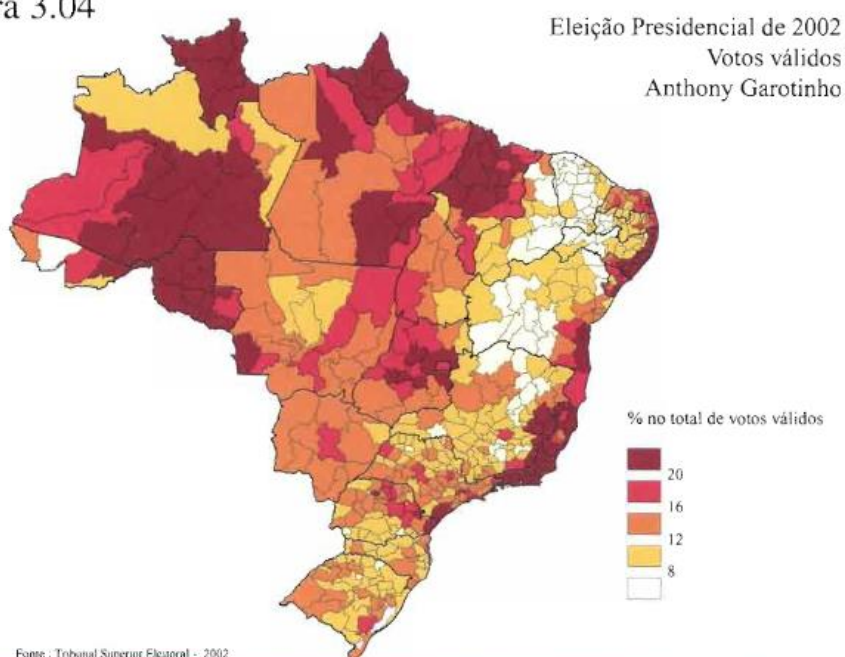 ra 3.04
Eleição Presidencial de 2002
Votos válidos
Anthony Garotinho
% no total de votos válidos
20
16
12
8
Fonte : Tribunal Superior Eleitoral - 2002